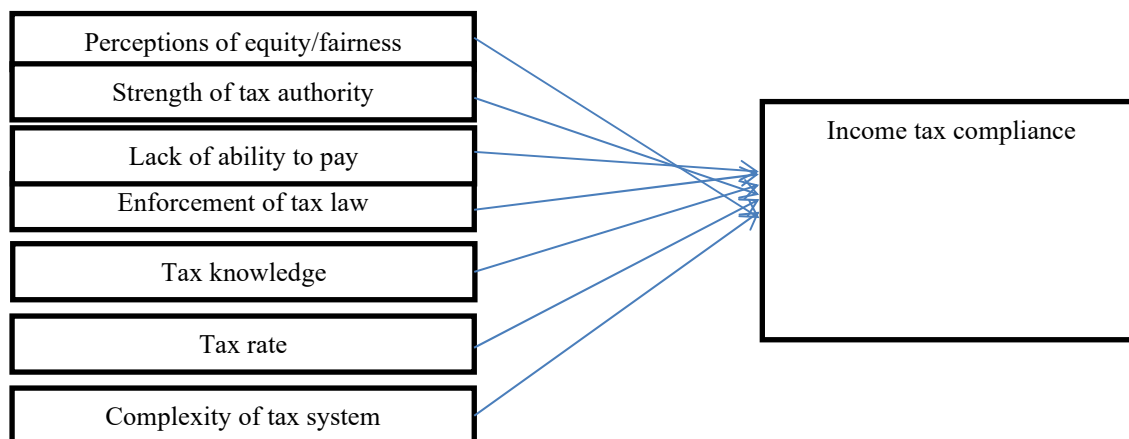 Perceptions of equity/fairness
Strength of tax authority
Lack of ability to pay
Enforcement of tax law
Tax knowledge
Tax rate
Complexity of tax system
Income tax compliance